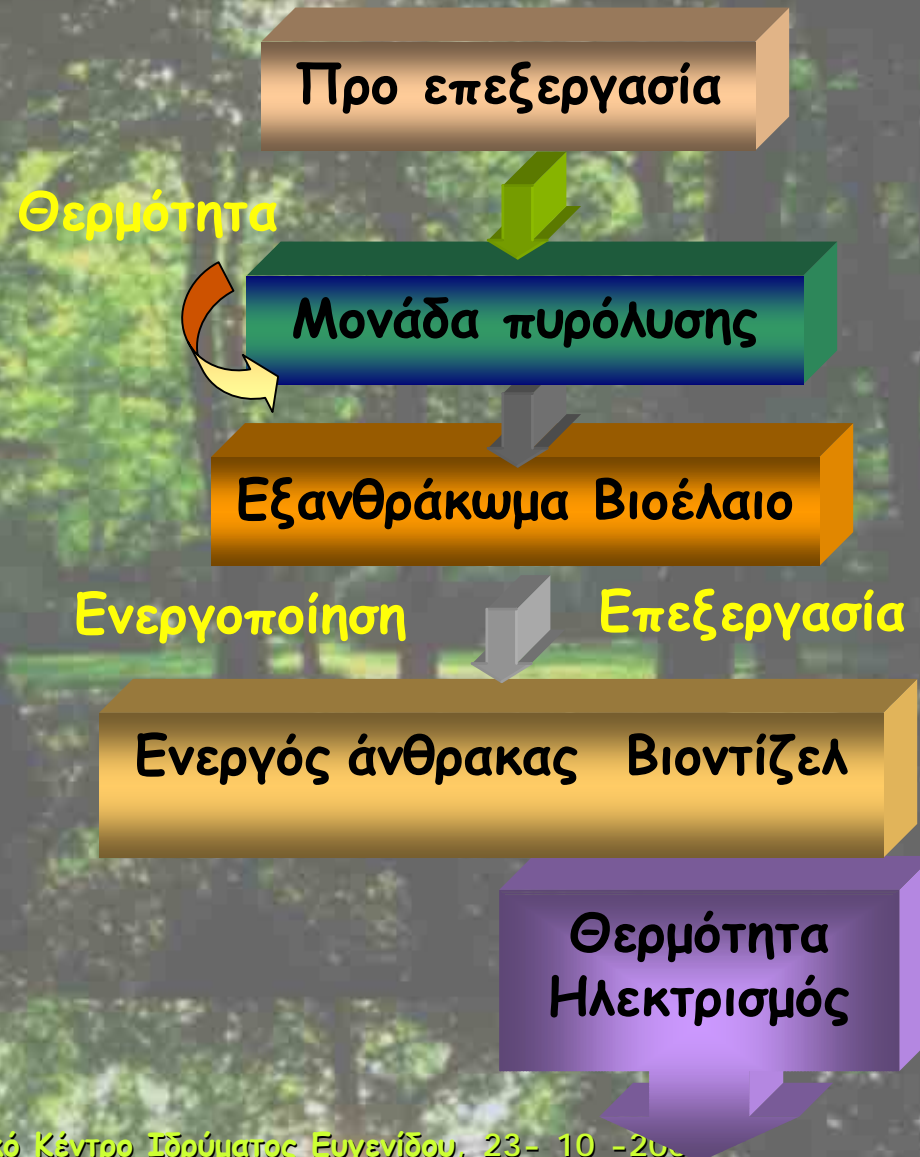 Προ επεξεργασία
Θερμότητα
Μονάδα πυρόλυσης
Εξανθράκωμα Βιοέλαιο
Ενεργοποίηση Επεξεργασία
Ενεργός άνθρακας Βιοντίζελ
Θερμότητα
Ηλεκτρισμός
Κέντρο Ιδρύματος Ευγενίδου, 23- 10 -